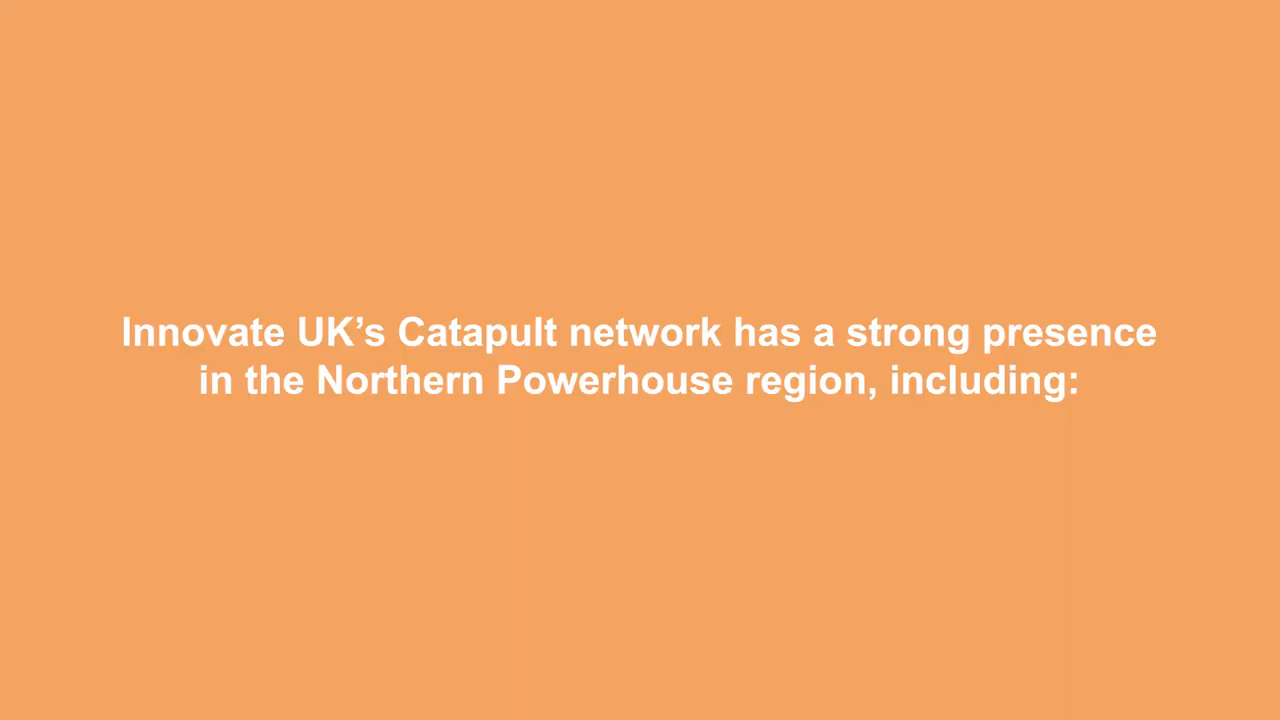 Innovate UK’s Catapult network has a strong presence
in the Northern Powerhouse region, including: